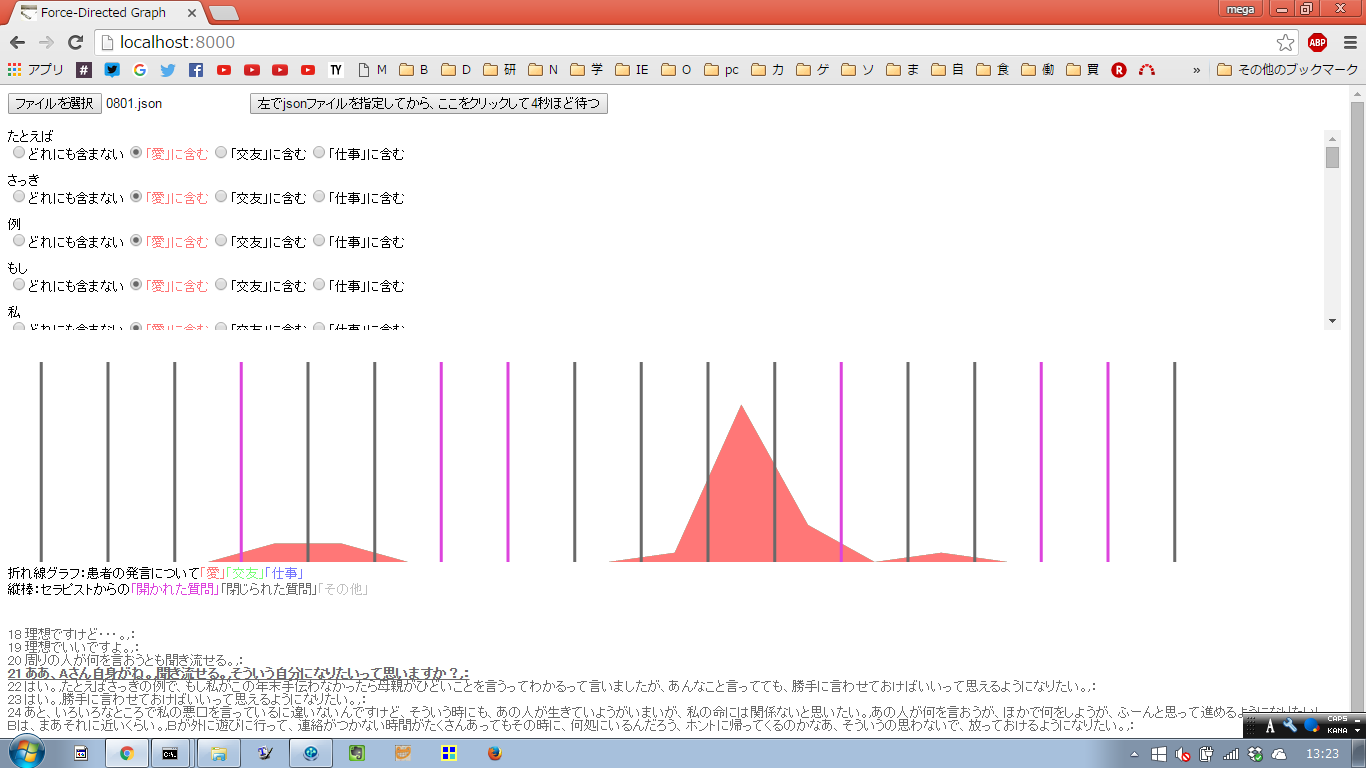 Force-Directed Graph
mega
localhost:8000
ABP
アプリ
#
G
TY
M
B
D
研
N
学
IE
O
pc
カ
ゲ
ソ
ま
自
食
働
買
R
»
その他のブックマーク
ファイルを選択 0801.json
左でjsonファイルを指定してから、ここをクリックして4秒ほど待つ
たとえば
どれにも含まない 「愛」に含む 「交友」に含む 「仕事」に含む
さっき
どれにも含まない 「愛」に含む 「交友」に含む 「仕事」に含む
例
どれにも含まない 「愛」に含む 「交友」に含む 「仕事」に含む
もし
どれにも含まない 「愛」に含む 「交友」に含む 「仕事」に含む
私
どれにも含まない 「愛」に含む 「交友」に含む 「仕事」に含む
折れ線グラフ：患者の発言について「愛」「交友」「仕事」
縦棒：セラピストからの「開かれた質問」「閉じられた質問」「その他」
18 理想ですけど・・・。,:
19 理想でいいですよ。,:
20 周りの人が何を言おうとも聞き流せる。,:
21 ああ、Aさん自身がね。,聞き流せる。,そういう自分になりたいって思いますか？,:
22 はい。,たとえばさっきの例で、もし私がこの年末手伝わなかったら母親がひどいことを言うってわかるって言いましたが、あんなこと言ってても、勝手に言わせておけばいいって思えるようになりたい。,:
23 はい。,勝手に言わせておけばいいって思えるようになりたい。,:
24 あと、いろいろなところで私の悪口を言っているに違いないんですけど、そういう時にも、あの人が生きていようがいまいが、私の命には関係ないと思いたい。,あの人が何を言おうが、ほかで何をしようが、ふーんと思って進めるようになりたい。
Bは、まあそれに近いくらい。,Bが外に遊びに行って、連絡がつかない時間がたくさんあってもその時に、何処にいるんだろう、ホントに帰ってくるのかなあ、そういうの思わないで、放っておけるようになりたい。,:
A
CAPS
KANA
13:23